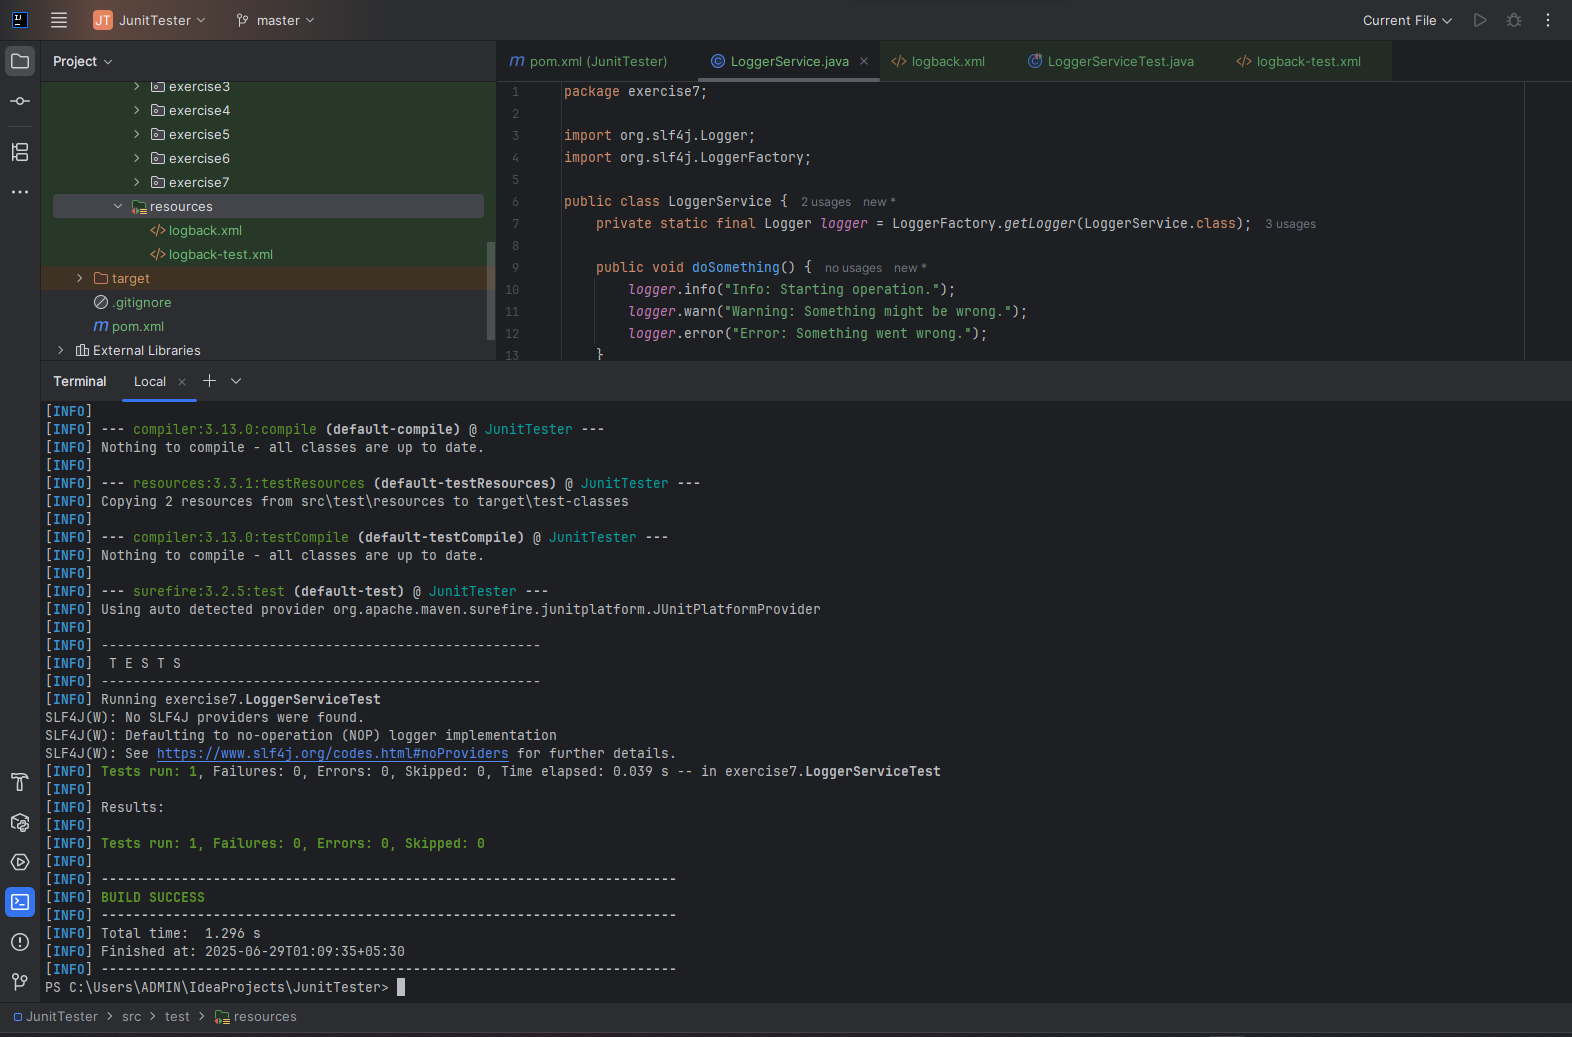 JT JunitTester master Current File
Project
pom.xml (JunitTester) LoggerService.java logback.xml LoggerServiceTest.java logback-test.xml
exercise3
exercise4
exercise5
exercise6
exercise7
resources
logback.xml
logback-test.xml
target
.gitignore
pom.xml
External Libraries
1 package exercise7;
2
3 import org.slf4j.Logger;
4 import org.slf4j.LoggerFactory;
5
6 public class LoggerService { 2 usages new *
7 private static final Logger logger = LoggerFactory.getLogger(LoggerService.class); 3 usages
8
9 public void doSomething() { no usages new *
10 logger.info("Info: Starting operation.");
11 logger.warn("Warning: Something might be wrong.");
12 logger.error("Error: Something went wrong.");
13 }
Terminal Local
[INFO]
[INFO] --- compiler:3.13.0:compile (default-compile) @ JunitTester ---
[INFO] Nothing to compile - all classes are up to date.
[INFO]
[INFO] --- resources:3.3.1:testResources (default-testResources) @ JunitTester ---
[INFO] Copying 2 resources from src\test\resources to target\test-classes
[INFO]
[INFO] --- compiler:3.13.0:testCompile (default-testCompile) @ JunitTester ---
[INFO] Nothing to compile - all classes are up to date.
[INFO]
[INFO] --- surefire:3.2.5:test (default-test) @ JunitTester ---
[INFO] Using auto detected provider org.apache.maven.surefire.junitplatform.JUnitPlatformProvider
[INFO]
[INFO] -------------------------------------------------------
[INFO]  T E S T S
[INFO] -------------------------------------------------------
[INFO] Running exercise7.LoggerServiceTest
SLF4J(W): No SLF4J providers were found.
SLF4J(W): Defaulting to no-operation (NOP) logger implementation
SLF4J(W): See https://www.slf4j.org/codes.html#noProviders for further details.
[INFO] Tests run: 1, Failures: 0, Errors: 0, Skipped: 0, Time elapsed: 0.039 s -- in exercise7.LoggerServiceTest
[INFO]
[INFO] Results:
[INFO]
[INFO] Tests run: 1, Failures: 0, Errors: 0, Skipped: 0
[INFO]
[INFO] ------------------------------------------------------------------------
[INFO] BUILD SUCCESS
[INFO] ------------------------------------------------------------------------
[INFO] Total time:  1.296 s
[INFO] Finished at: 2025-06-29T01:09:35+05:30
[INFO] ------------------------------------------------------------------------
PS C:\Users\ADMIN\IdeaProjects\JunitTester>
JunitTester > src > test > resources